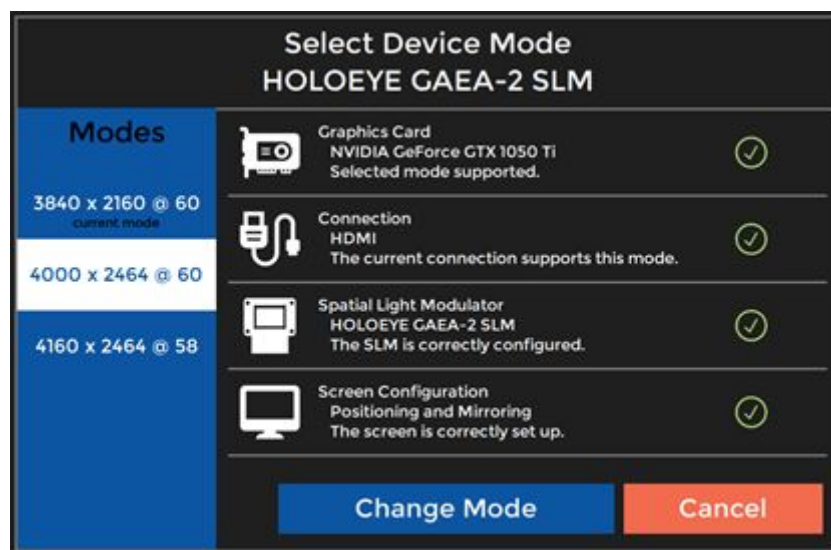 Select Device Mode
HOLOEYE GAEA-2 SLM
Modes
3840 x 2160 @ 60
current mode
4000 x 2464 @ 60
4160 x 2464 @ 58
Graphics Card
NVIDIA GeForce GTX 1050 Ti
Selected mode supported.
Connection
HDMI
The current connection supports this mode.
Spatial Light Modulator
HOLOEYE GAEA-2 SLM
The SLM is correctly configured.
Screen Configuration
Positioning and Mirroring
The screen is correctly set up.
Change Mode
Cancel